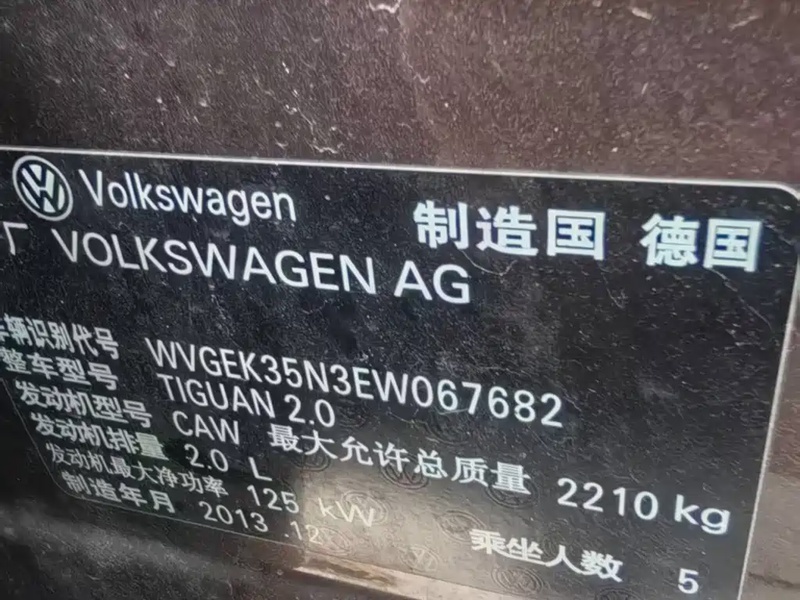 Volkswagen 制造国 德国
厂 VOLKSWAGEN AG
车辆识别代号 WVGEK35N3EW067682
整车型号 TIGUAN 2.0
发动机型号 CAW 最大允许总质量 2210 kg
发动机排量 2.0 L
发动机最大净功率 125 kW 乘坐人数 5
制造年月 2013.12